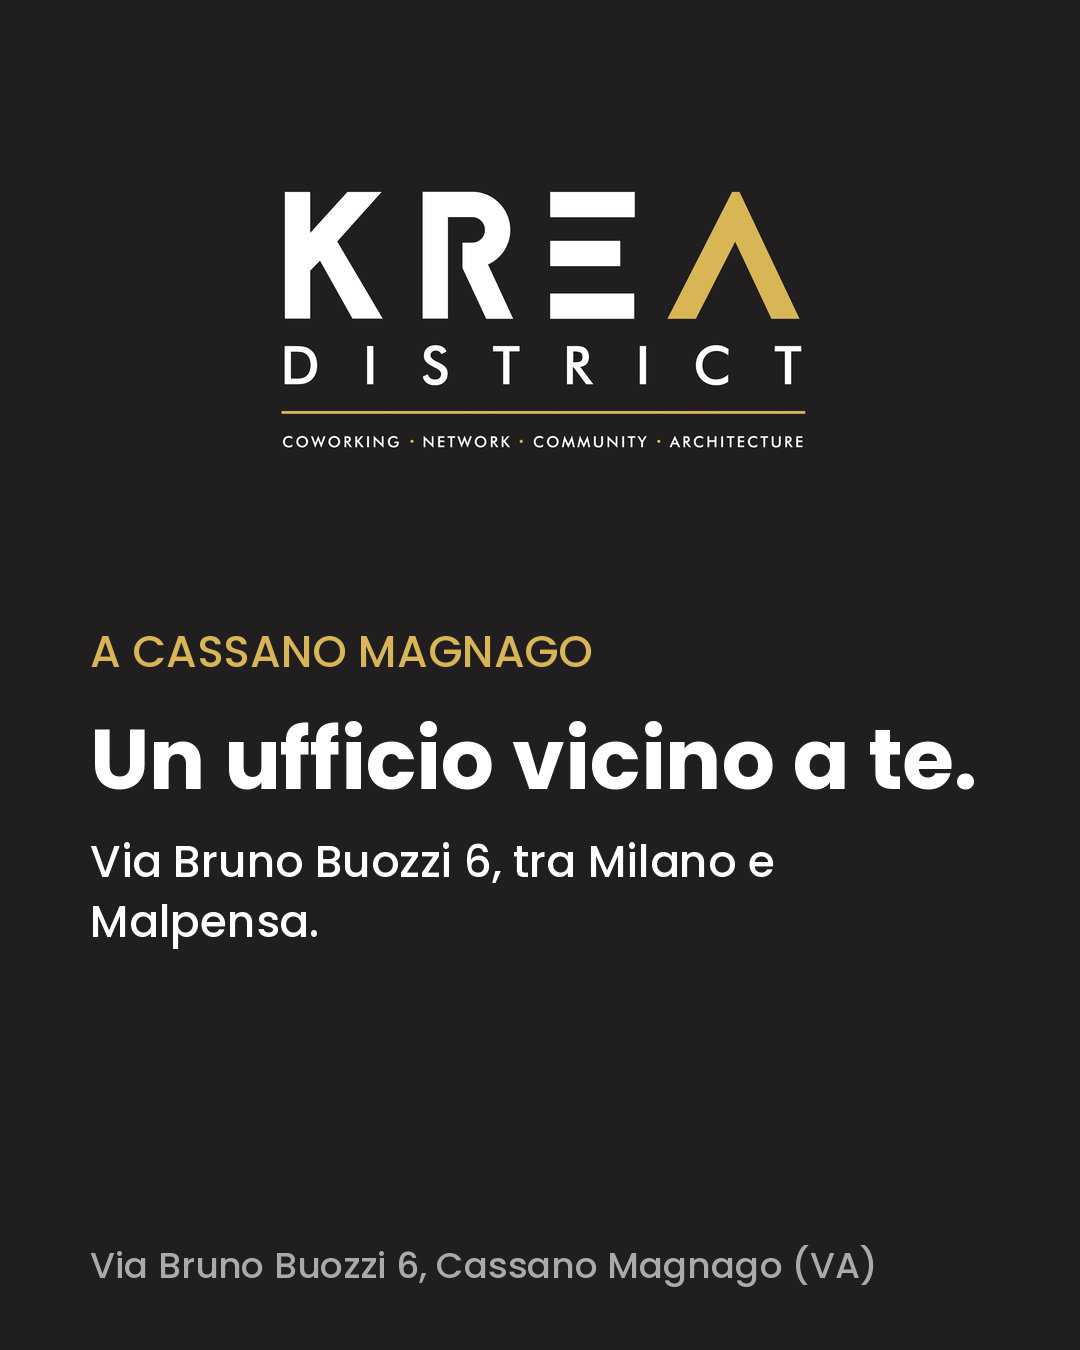 KREA
DISTRICT
COWORKING · NETWORK · COMMUNITY · ARCHITECTURE
A CASSANO MAGNAGO
Un ufficio vicino a te.
Via Bruno Buozzi 6, tra Milano e
Malpensa.
Via Bruno Buozzi 6, Cassano Magnago (VA)